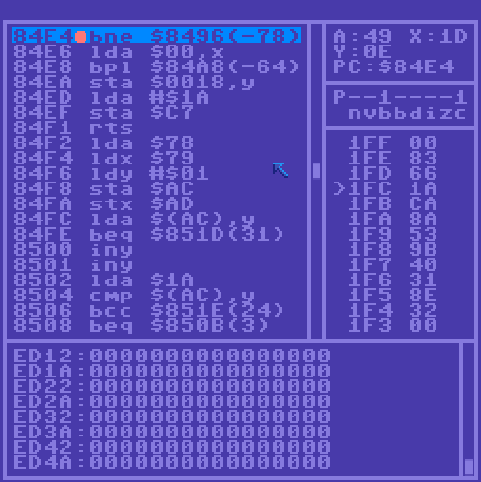 84E4 bne $8496(-78)
84E6 lda $00,x
84E8 bpl $84A8(-64)
84EA sta $0018,y
84ED lda #$1A
84EF sta $C7
84F1 rts
84F2 lda $78
84F4 ldx $79
84F6 ldy #$01
84F8 sta $AC
84FA stx $AD
84FC lda $(AC),y
84FE beq $851D(31)
8500 iny
8501 iny
8502 lda $1A
8504 cmp $(AC),y
8506 bcc $851E(24)
8508 beq $850B(3)
A:49 X:1D
Y:0E
PC:$84E4
P--1----1
nvbbdizc
1FF 00
1FE 83
1FD 66
>1FC 1A
1FB CA
1FA 8A
1F9 53
1F8 9B
1F7 40
1F6 31
1F5 8E
1F4 32
1F3 00
ED12:0000000000000000
ED1A:0000000000000000
ED22:0000000000000000
ED2A:0000000000000000
ED32:0000000000000000
ED3A:0000000000000000
ED42:0000000000000000
ED4A:0000000000000000